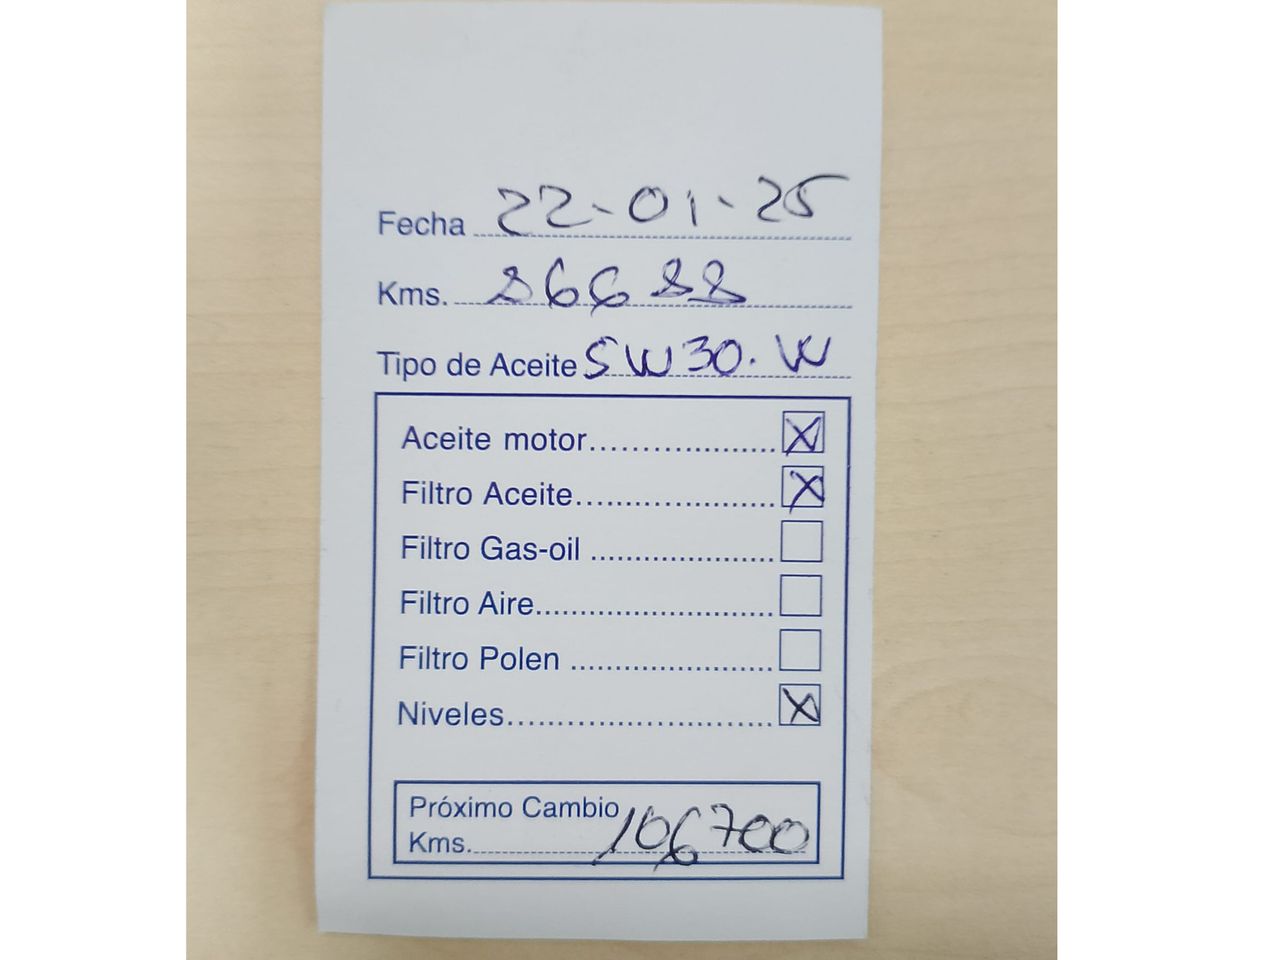 Fecha 22-01-25
Kms. 86688
Tipo de Aceite 5W30. W
Aceite motor.................... X
Filtro Aceite...................... X
Filtro Gas-oil ....................
Filtro Aire..........................
Filtro Polen ......................
Niveles............................. X
Próximo Cambio
Kms. 106700